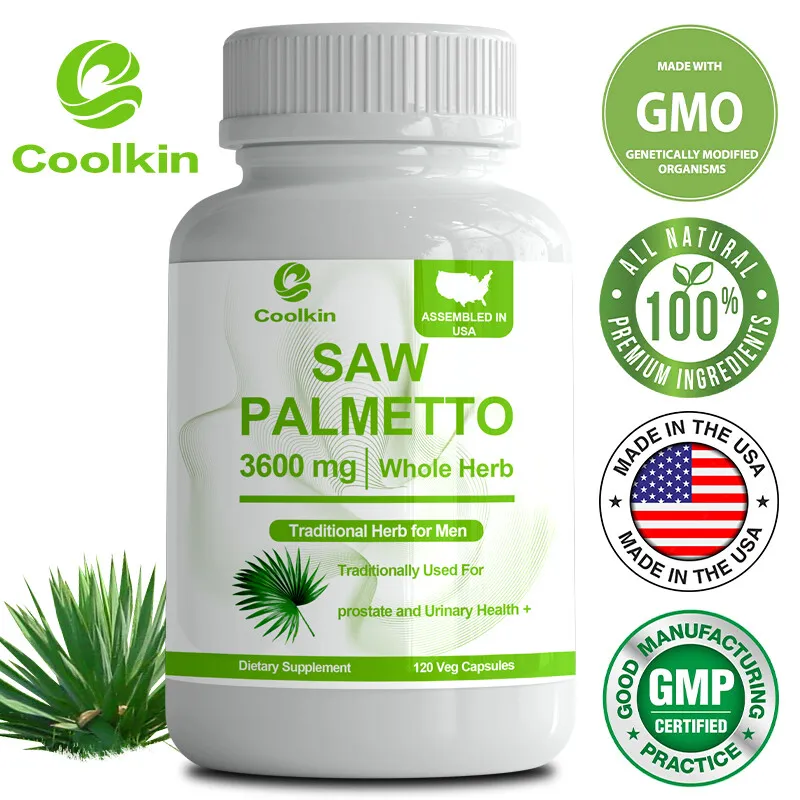 Coolkin
MADE WITH
GMO
GENETICALLY MODIFIED
ORGANISMS
ALL NATURAL
100%
PREMIUM INGREDIENTS
MADE IN THE USA
MADE IN THE USA
GOOD MANUFACTURING
GMP
CERTIFIED
PRACTICE
Coolkin
ASSEMBLED IN
USA
SAW
PALMETTO
3600 mg | Whole Herb
Traditional Herb for Men
Traditionally Used For
prostate and Urinary Health +
Dietary Supplement
120 Veg Capsules